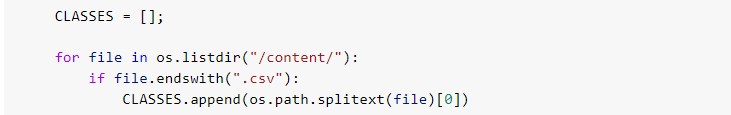 CLASSES = [];
for file in os.listdir("/content/"):
if file.endswith(".csv"):
CLASSES.append(os.path.splitext(file)[0])